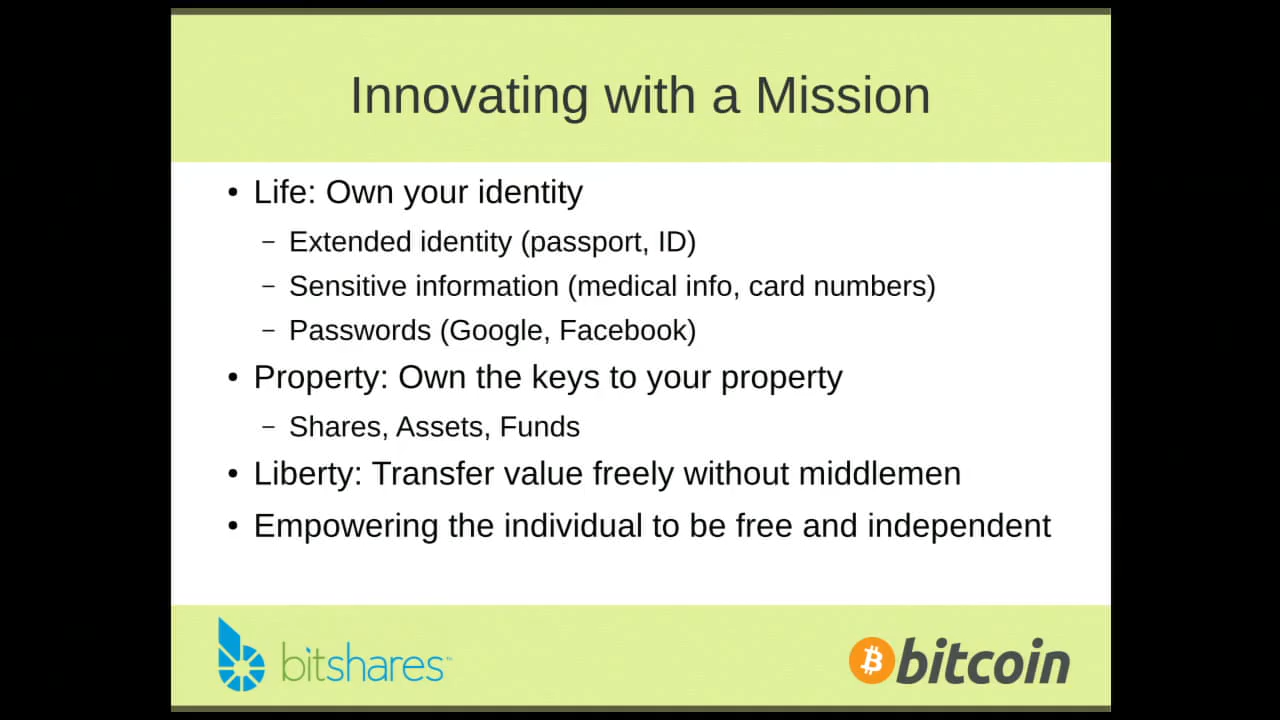 Innovating with a Mission
• Life: Own your identity
– Extended identity (passport, ID)
– Sensitive information (medical info, card numbers)
– Passwords (Google, Facebook)
• Property: Own the keys to your property
– Shares, Assets, Funds
• Liberty: Transfer value freely without middlemen
• Empowering the individual to be free and independent
bitshares™
bitcoin